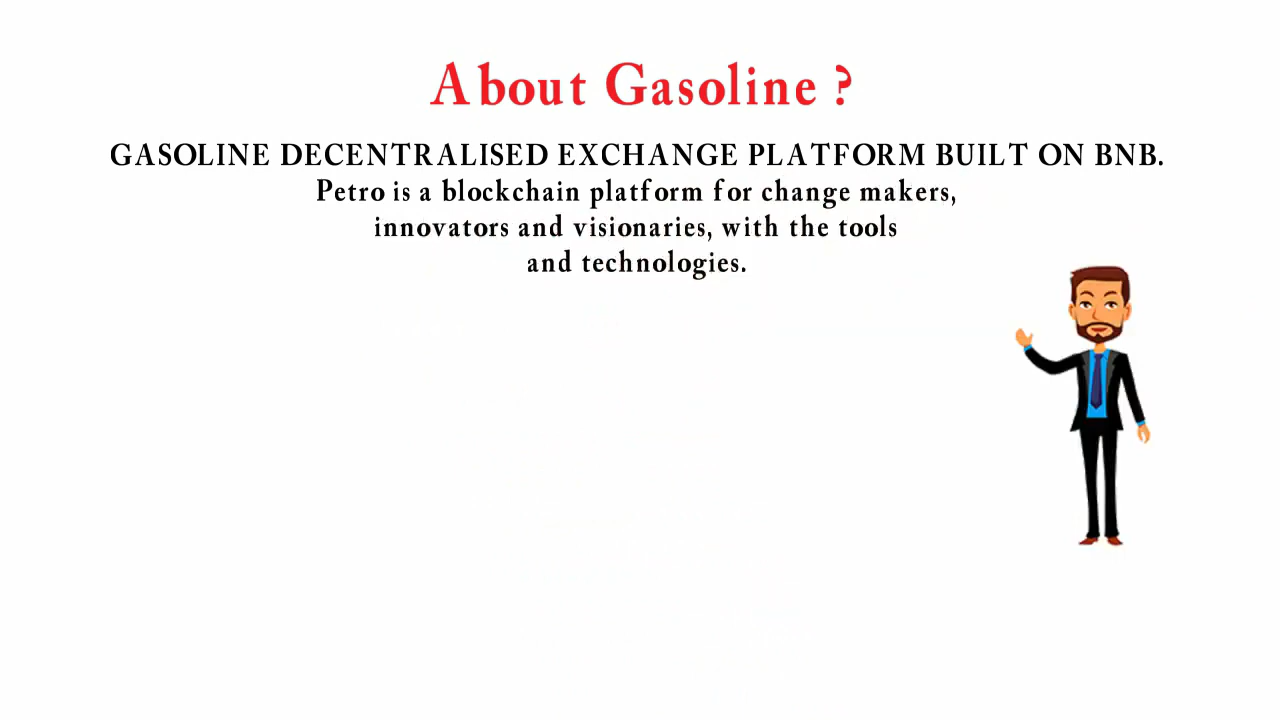 About Gasoline ?
GASOLINE DECENTRALISED EXCHANGE PLATFORM BUILT ON BNB.
Petro is a blockchain platform for change makers,
innovators and visionaries, with the tools
and technologies.